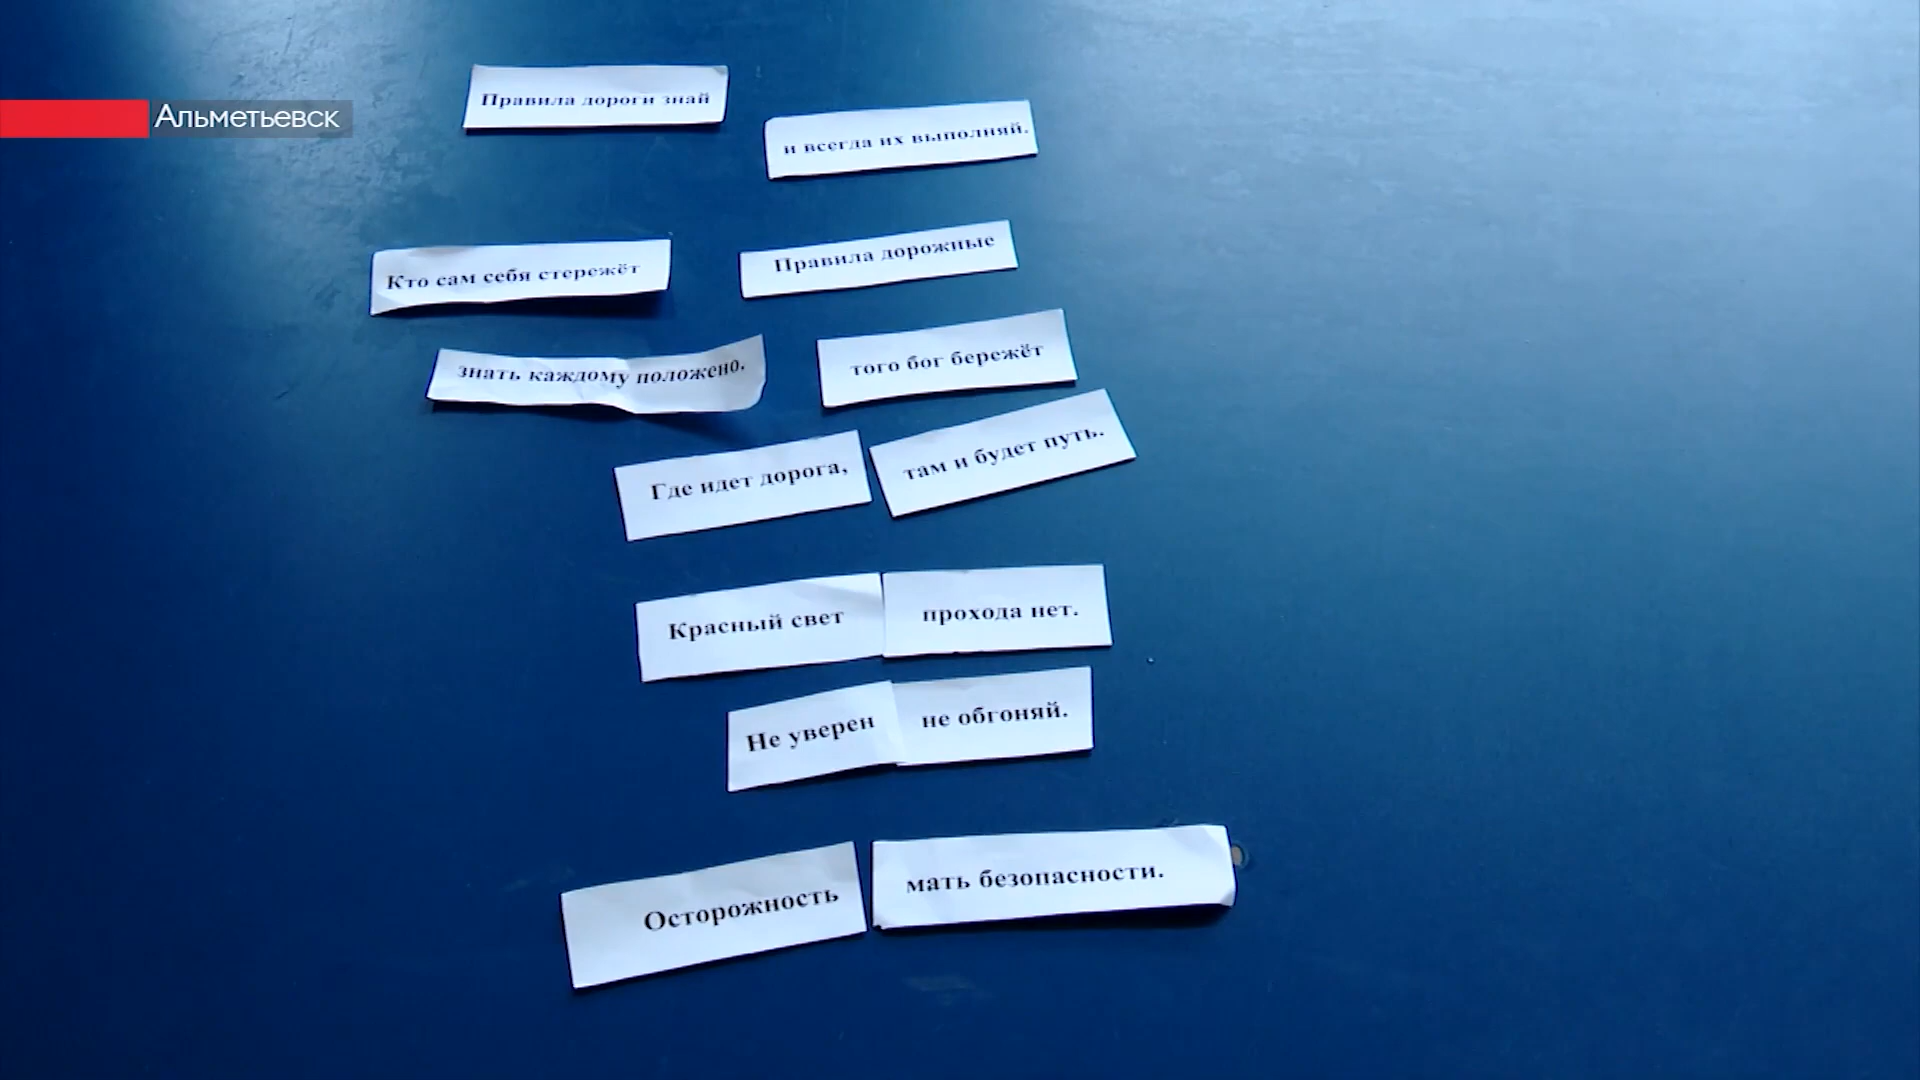 Альметьевск
Правила дороги знай
и всегда их выполняй.
Кто сам себя стережёт
Правила дорожные
знать каждому положено.
того бог бережёт
Где идет дорога,
там и будет путь.
Красный свет
прохода нет.
Не уверен
не обгоняй.
Осторожность
мать безопасности.